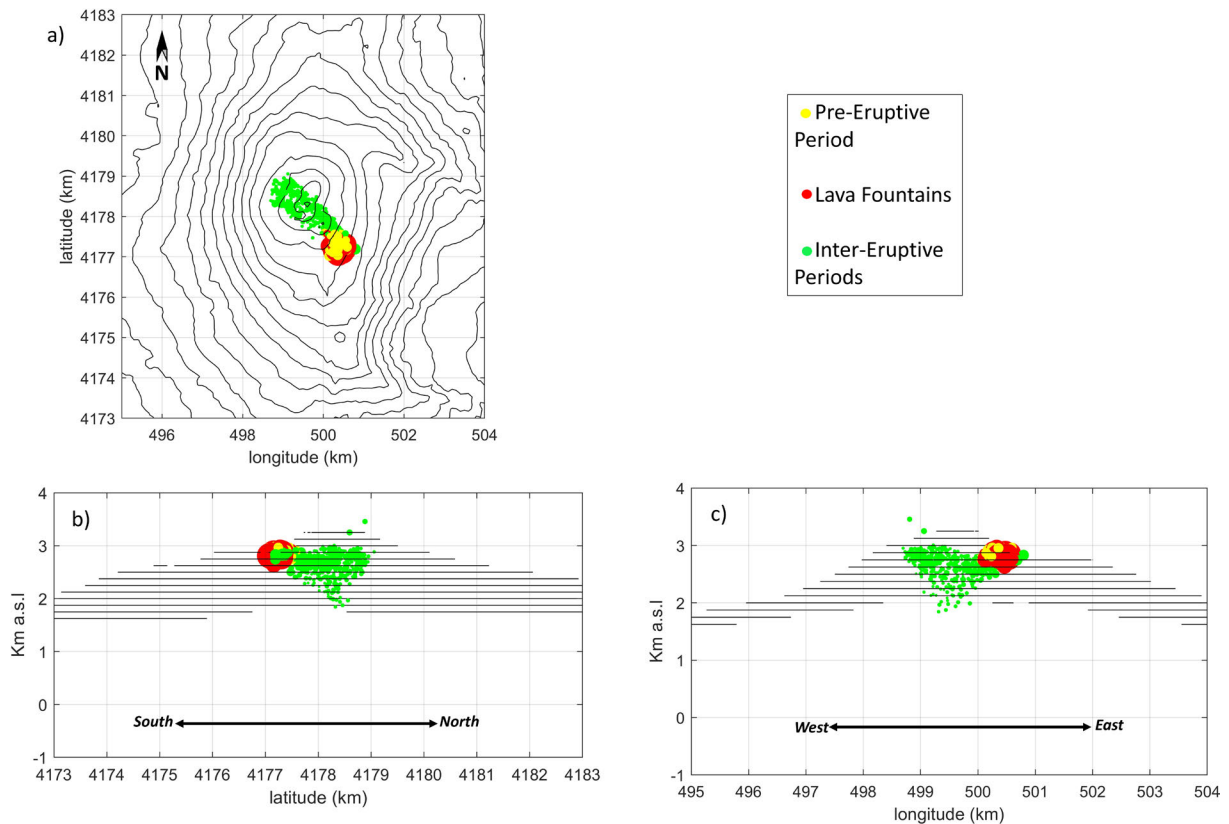 a)
N
4183
4182
4181
4180
4179
4178
4177
4176
4175
4174
4173
latitude (km)
496 498 500 502 504
longitude (km)
Pre-Eruptive
Period
Lava Fountains
Inter-Eruptive
Periods
b)
4
3
2
1
0
-1
Km a.s.l
South North
4173 4174 4175 4176 4177 4178 4179 4180 4181 4182 4183
latitude (km)
c)
4
3
2
1
0
-1
Km a.s.l
West East
495 496 497 498 499 500 501 502 503 504
longitude (km)